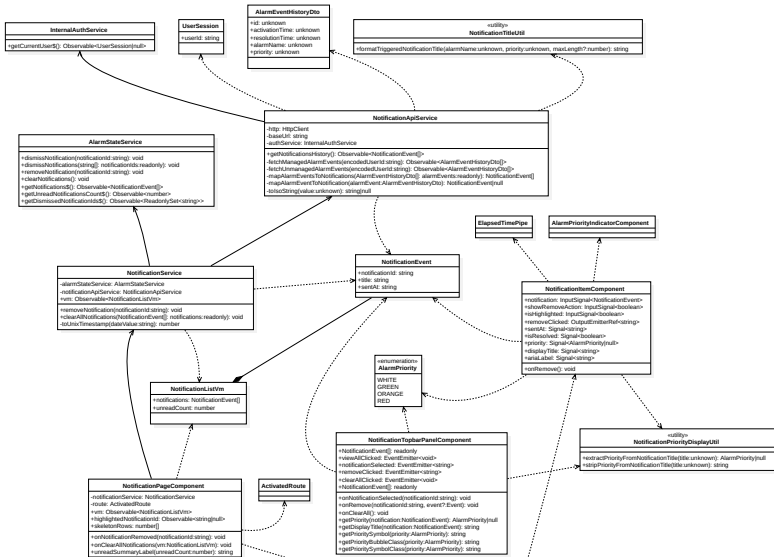 AlarmEventHistoryDto
+id: unknown
+activationTime: unknown
+resolutionTime: unknown
+alarmName: unknown
+priority: unknown
InternalAuthService
+getCurrentUser$(): Observable<UserSession|null>
UserSession
+userId: string
«utility»
NotificationTitleUtil
+formatTriggeredNotificationTitle(alarmName:unknown, priority:unknown, maxLength?:number): string
NotificationApiService
-http: HttpClient
-baseUrl: string
-authService: InternalAuthService
+getNotificationsHistory(): Observable<NotificationEvent[]>
-fetchManagedAlarmEvents(encodedUserId:string): Observable<AlarmEventHistoryDto[]>
-fetchUnmanagedAlarmEvents(encodedUserId:string): Observable<AlarmEventHistoryDto[]>
-mapAlarmEventsToNotifications(AlarmEventHistoryDto[]: alarmEvents:readonly): NotificationEvent[]
-mapAlarmEventToNotification(alarmEvent:AlarmEventHistoryDto): NotificationEvent|null
-toIsoString(value:unknown): string|null
AlarmStateService
+dismissNotification(notificationId:string): void
+dismissNotifications(string[]: notificationIds:readonly): void
+removeNotification(notificationId:string): void
+clearNotifications(): void
+getNotifications$(): Observable<NotificationEvent[]>
+getUnreadNotificationsCount$(): Observable<number>
+getDismissedNotificationIds$(): Observable<ReadonlySet<string>>
ElapsedTimePipe
AlarmPriorityIndicatorComponent
NotificationService
-alarmStateService: AlarmStateService
-notificationApiService: NotificationApiService
+vm: Observable<NotificationListVm>
+removeNotification(notificationId:string): void
+clearAllNotifications(NotificationEvent[]: notifications:readonly): void
-toUnixTimestamp(dateValue:string): number
NotificationEvent
+notificationId: string
+title: string
+sentAt: string
NotificationItemComponent
+notification: InputSignal<NotificationEvent>
+showRemoveAction: InputSignal<boolean>
+isHighlighted: InputSignal<boolean>
+removeClicked: OutputEmitterRef<string>
+sentAt: Signal<string>
+isResolved: Signal<boolean>
+priority: Signal<AlarmPriority|null>
+displayTitle: Signal<string>
+ariaLabel: Signal<string>
+onRemove(): void
«enumeration»
AlarmPriority
WHITE
GREEN
ORANGE
RED
NotificationListVm
+notifications: NotificationEvent[]
+unreadCount: number
«utility»
NotificationPriorityDisplayUtil
+extractPriorityFromNotificationTitle(title:unknown): AlarmPriority|null
+stripPriorityFromNotificationTitle(title:unknown): string
NotificationTopbarPanelComponent
+NotificationEvent[]: readonly
+viewAllClicked: EventEmitter<void>
+notificationSelected: EventEmitter<string>
+removeClicked: EventEmitter<string>
+clearAllClicked: EventEmitter<void>
+NotificationEvent[]: readonly
+onNotificationSelected(notificationId:string): void
+onRemove(notificationId:string, event?:Event): void
+onClearAll(): void
+getPriority(notification:NotificationEvent): AlarmPriority|null
+getDisplayTitle(notification:NotificationEvent): string
+getPrioritySymbol(priority:AlarmPriority): string
+getPriorityBubbleClass(priority:AlarmPriority): string
+getPrioritySymbolClass(priority:AlarmPriority): string
NotificationPageComponent
-notificationService: NotificationService
-route: ActivatedRoute
+vm: Observable<NotificationListVm>
+highlightedNotificationId: Observable<string|null>
+skeletonRows: number[]
+onNotificationRemoved(notificationId:string): void
+onClearAllNotifications(vm:NotificationListVm): void
+unreadSummaryLabel(unreadCount:number): string
ActivatedRoute